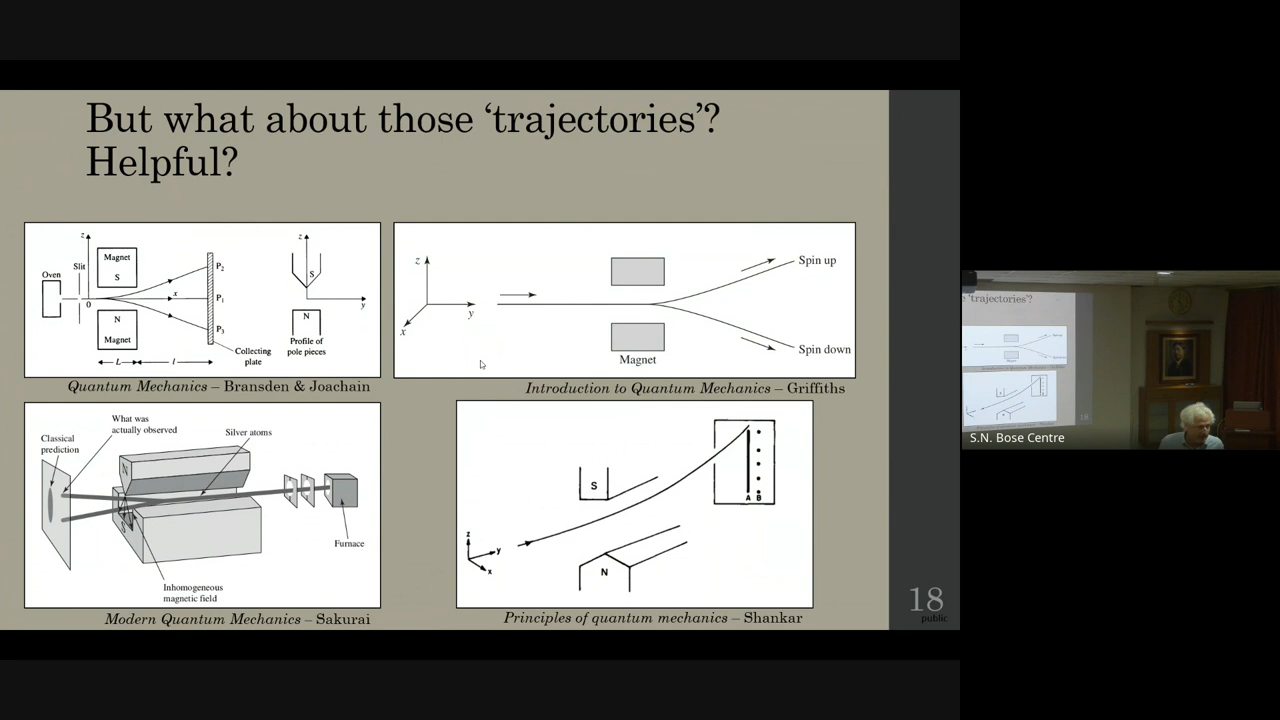 But what about those ‘trajectories’?
Helpful?
z
Magnet
S
Oven
Slit
0
x
N
Magnet
L
l
P₂
P₁
P₃
Collecting
plate
z
S
y
N
Profile of
pole pieces
Quantum Mechanics – Bransden & Joachain
z
y
x
Magnet
Spin up
Spin down
Introduction to Quantum Mechanics – Griffiths
What was
actually observed
Classical
prediction
Silver atoms
N
S
Furnace
Inhomogeneous
magnetic field
Modern Quantum Mechanics – Sakurai
S
A B
z
y
x
N
Principles of quantum mechanics – Shankar
18
public
‘trajectories’?
18
S.N. Bose Centre